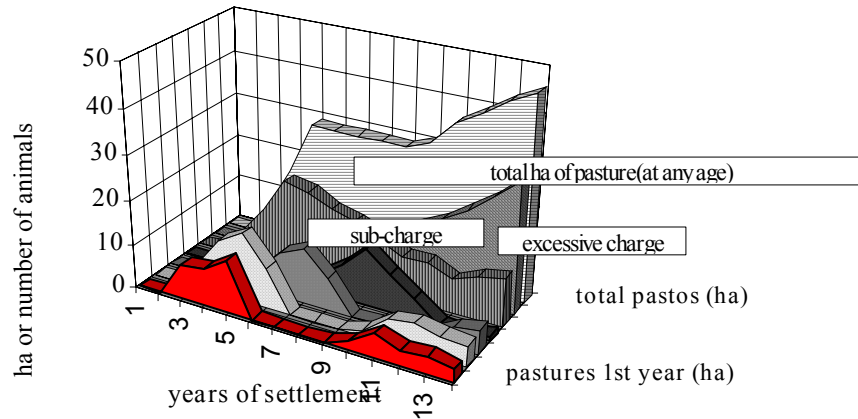 50
40
30
20
10
0
ha or number of animals
total ha of pasture(at any age)
sub-charge
excessive charge
total pastos (ha)
pastures 1st year (ha)
years of settlement
1
3
5
7
9
11
13